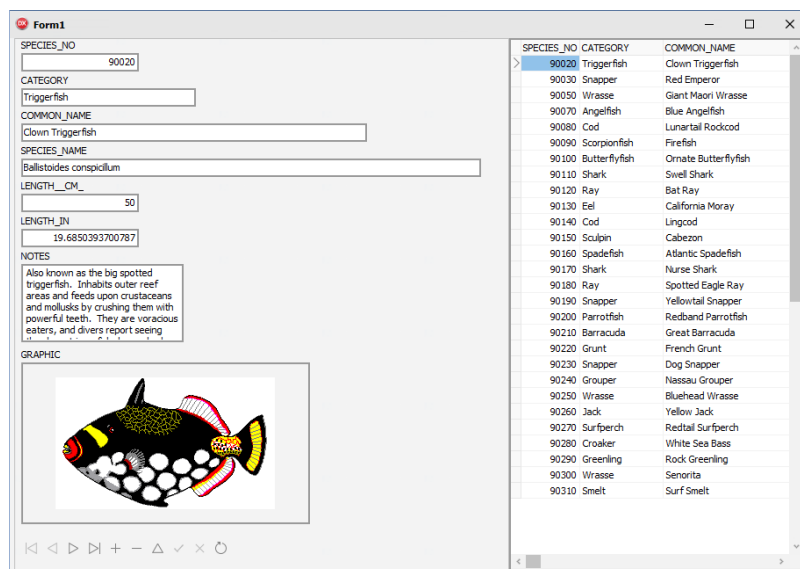 DX Form1
SPECIES_NO
90020
CATEGORY
Triggerfish
COMMON_NAME
Clown Triggerfish
SPECIES_NAME
Ballistoides conspicillum
LENGTH__CM_
50
LENGTH_IN
19.6850393700787
NOTES
Also known as the big spotted
triggerfish. Inhabits outer reef
areas and feeds upon crustaceans
and mollusks by crushing them with
powerful teeth. They are voracious
eaters, and divers report seeing
GRAPHIC
SPECIES_NO CATEGORY COMMON_NAME
90020 Triggerfish Clown Triggerfish
90030 Snapper Red Emperor
90050 Wrasse Giant Maori Wrasse
90070 Angelfish Blue Angelfish
90080 Cod Lunartail Rockcod
90090 Scorpionfish Firefish
90100 Butterflyfish Ornate Butterflyfish
90110 Shark Swell Shark
90120 Ray Bat Ray
90130 Eel California Moray
90140 Cod Lingcod
90150 Sculpin Cabezon
90160 Spadefish Atlantic Spadefish
90170 Shark Nurse Shark
90180 Ray Spotted Eagle Ray
90190 Snapper Yellowtail Snapper
90200 Parrotfish Redband Parrotfish
90210 Barracuda Great Barracuda
90220 Grunt French Grunt
90230 Snapper Dog Snapper
90240 Grouper Nassau Grouper
90250 Wrasse Bluehead Wrasse
90260 Jack Yellow Jack
90270 Surfperch Redtail Surfperch
90280 Croaker White Sea Bass
90290 Greenling Rock Greenling
90300 Wrasse Senorita
90310 Smelt Surf Smelt